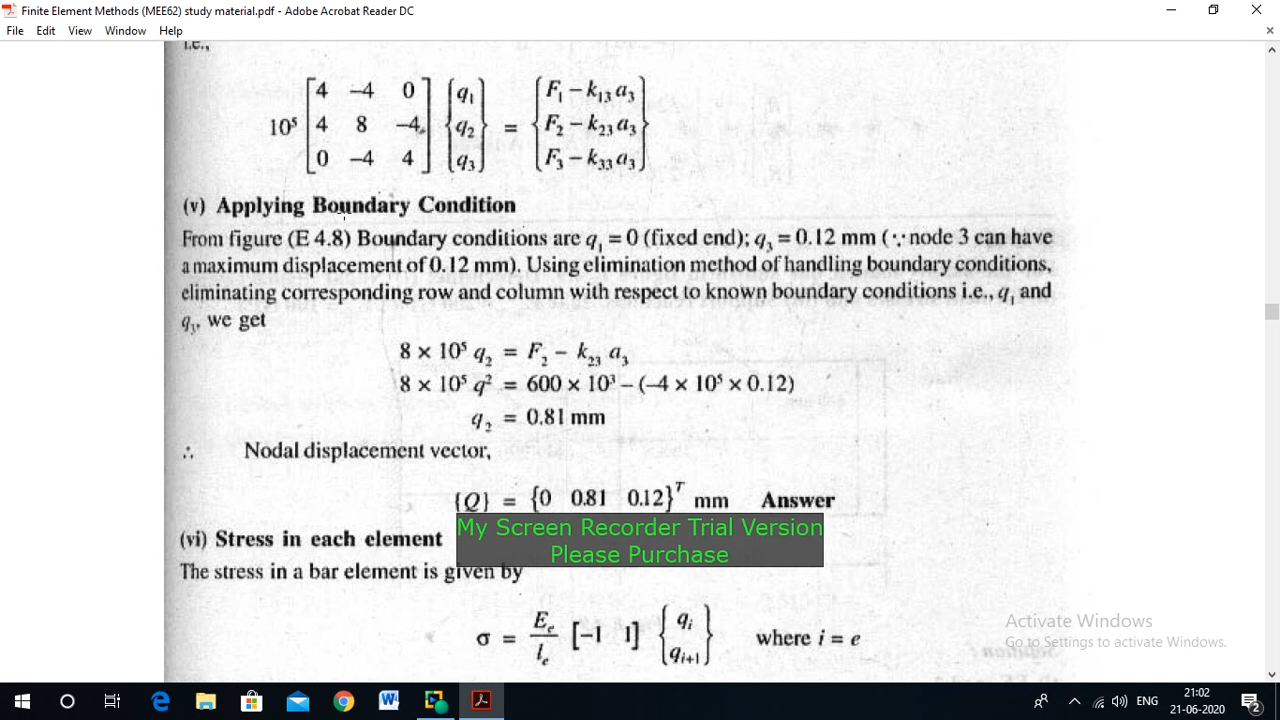 Finite Element Methods (MEE62) study material.pdf - Adobe Acrobat Reader DC
File Edit View Window Help
i.e.,
10⁵ [4 -4 0; 4 8 -4; 0 -4 4] {q₁; q₂; q₃} = {F₁ - k₁₃ a₃; F₂ - k₂₃ a₃; F₃ - k₃₃ a₃}
(v) Applying Boundary Condition
From figure (E 4.8) Boundary conditions are q₁ = 0 (fixed end); q₃ = 0.12 mm (∵ node 3 can have
a maximum displacement of 0.12 mm). Using elimination method of handling boundary conditions,
eliminating corresponding row and column with respect to known boundary conditions i.e., q₁ and
q₃, we get
8 × 10⁵ q₂ = F₂ - k₂₃ a₃
8 × 10⁵ q² = 600 × 10³ - (-4 × 10⁵ × 0.12)
q₂ = 0.81 mm
∴ Nodal displacement vector,
{Q} = {0 0.81 0.12}ᵀ mm Answer
My Screen Recorder Trial Version
Please Purchase
(vi) Stress in each element
The stress in a bar element is given by
σ = Eₑ/lₑ [-1 1] {qᵢ; qᵢ₊₁} where i = e
Activate Windows
Go to Settings to activate Windows.
ENG
21:02
21-06-2020
2